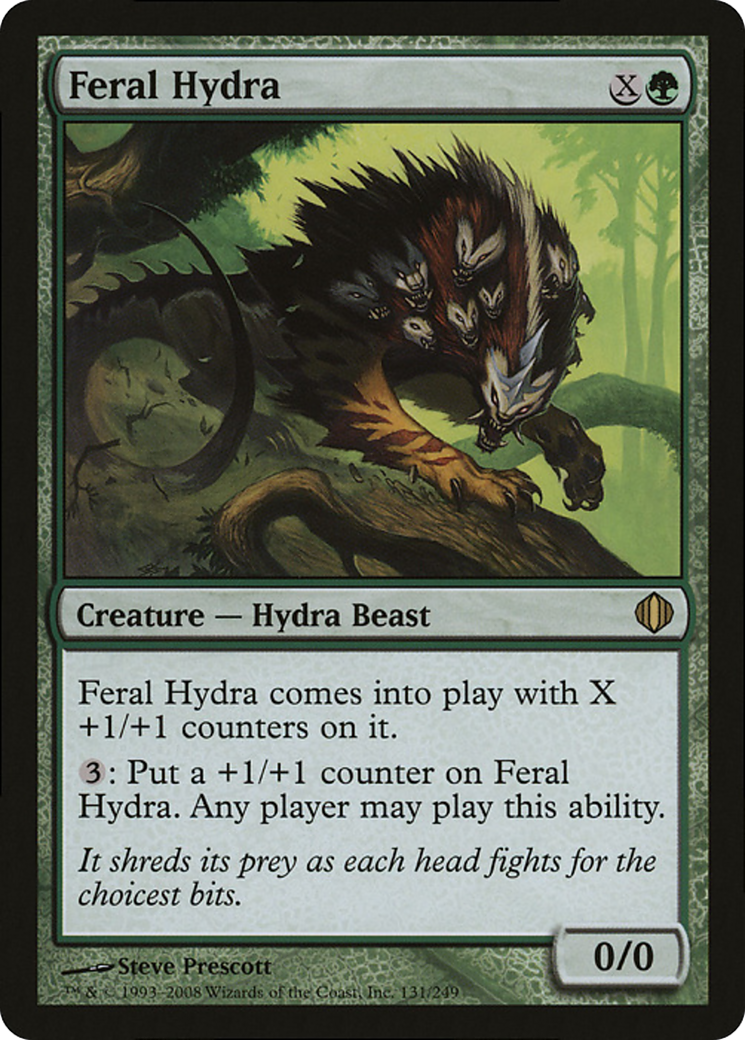 Feral Hydra X
Creature — Hydra Beast
Feral Hydra comes into play with X
+1/+1 counters on it.
3: Put a +1/+1 counter on Feral
Hydra. Any player may play this ability.
It shreds its prey as each head fights for the
choicest bits.
0/0
Steve Prescott
™ & © 1993–2008 Wizards of the Coast, Inc. 131/249